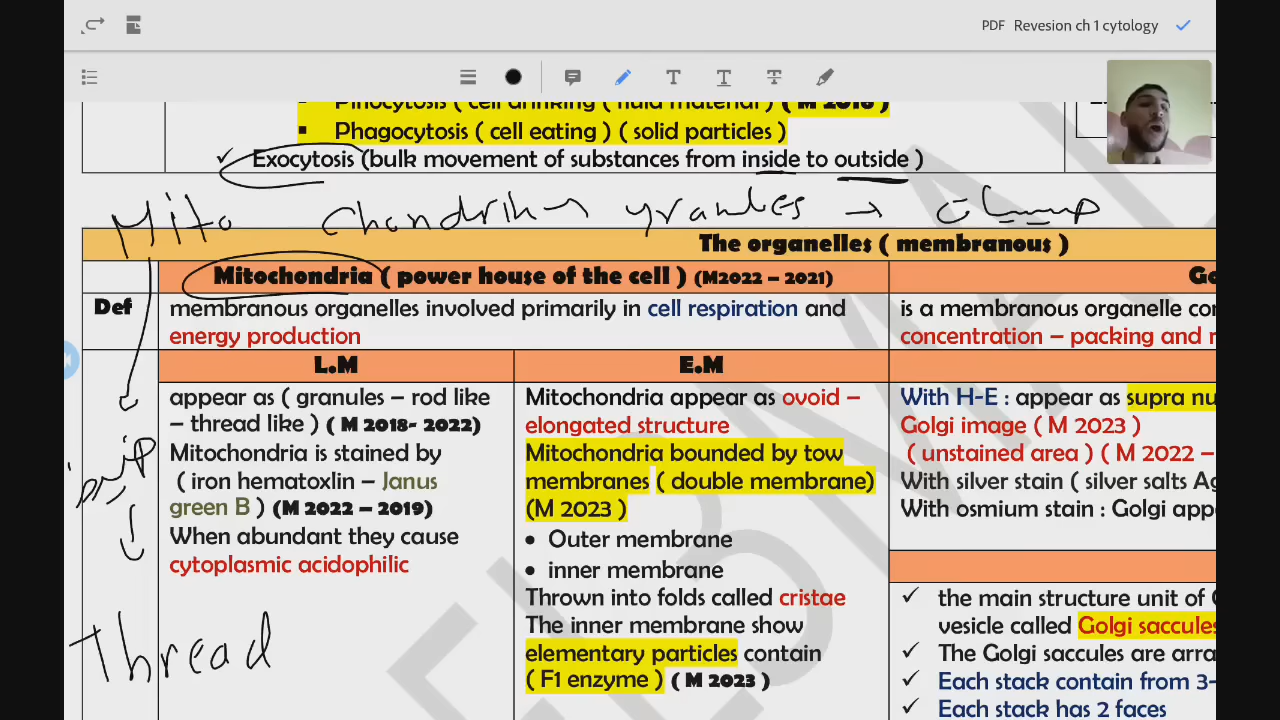 PDF Revesion ch 1 cytology
Pinocytosis ( cell drinking ( fluid material ) ( M 2018 )
Phagocytosis ( cell eating ) ( solid particles )
Exocytosis (bulk movement of substances from inside to outside )
Mito
The organelles ( membranous )
Mitochondria ( power house of the cell ) (M2022 – 2021)
Go
Def
membranous organelles involved primarily in cell respiration and
energy production
is a membranous organelle cor
concentration – packing and r
L.M
appear as ( granules – rod like
– thread like ) ( M 2018- 2022)
Mitochondria is stained by
( iron hematoxlin – Janus
green B ) (M 2022 – 2019)
When abundant they cause
cytoplasmic acidophilic
Thread
E.M
Mitochondria appear as ovoid –
elongated structure
Mitochondria bounded by tow
membranes ( double membrane)
(M 2023 )
• Outer membrane
• inner membrane
Thrown into folds called cristae
The inner membrane show
elementary particles contain
( F1 enzyme ) ( M 2023 )
With H-E : appear as supra nu
Golgi image ( M 2023 )
( unstained area ) ( M 2022 –
With silver stain ( silver salts Ag
With osmium stain : Golgi app
the main structure unit of G
vesicle called Golgi saccules
The Golgi saccules are arra
Each stack contain from 3-
Each stack has 2 faces